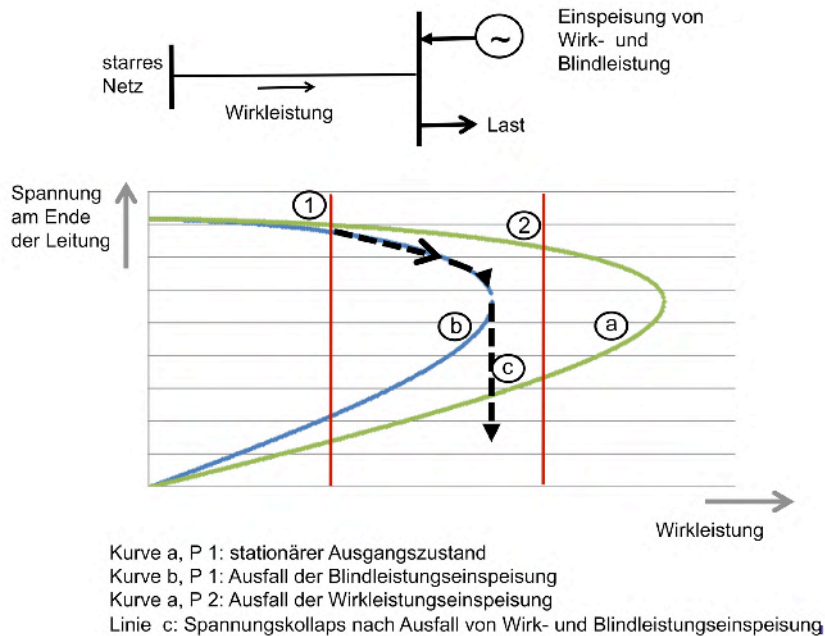 Einspeisung von
Wirk- und
Blindleistung
~
starres
Netz
Wirkleistung
Last
Spannung
am Ende
der Leitung
1
2
b
a
c
Wirkleistung
Kurve a, P 1: stationärer Ausgangszustand
Kurve b, P 1: Ausfall der Blindleistungseinspeisung
Kurve a, P 2: Ausfall der Wirkleistungseinspeisung
Linie c: Spannungskollaps nach Ausfall von Wirk- und Blindleistungseinspeisung